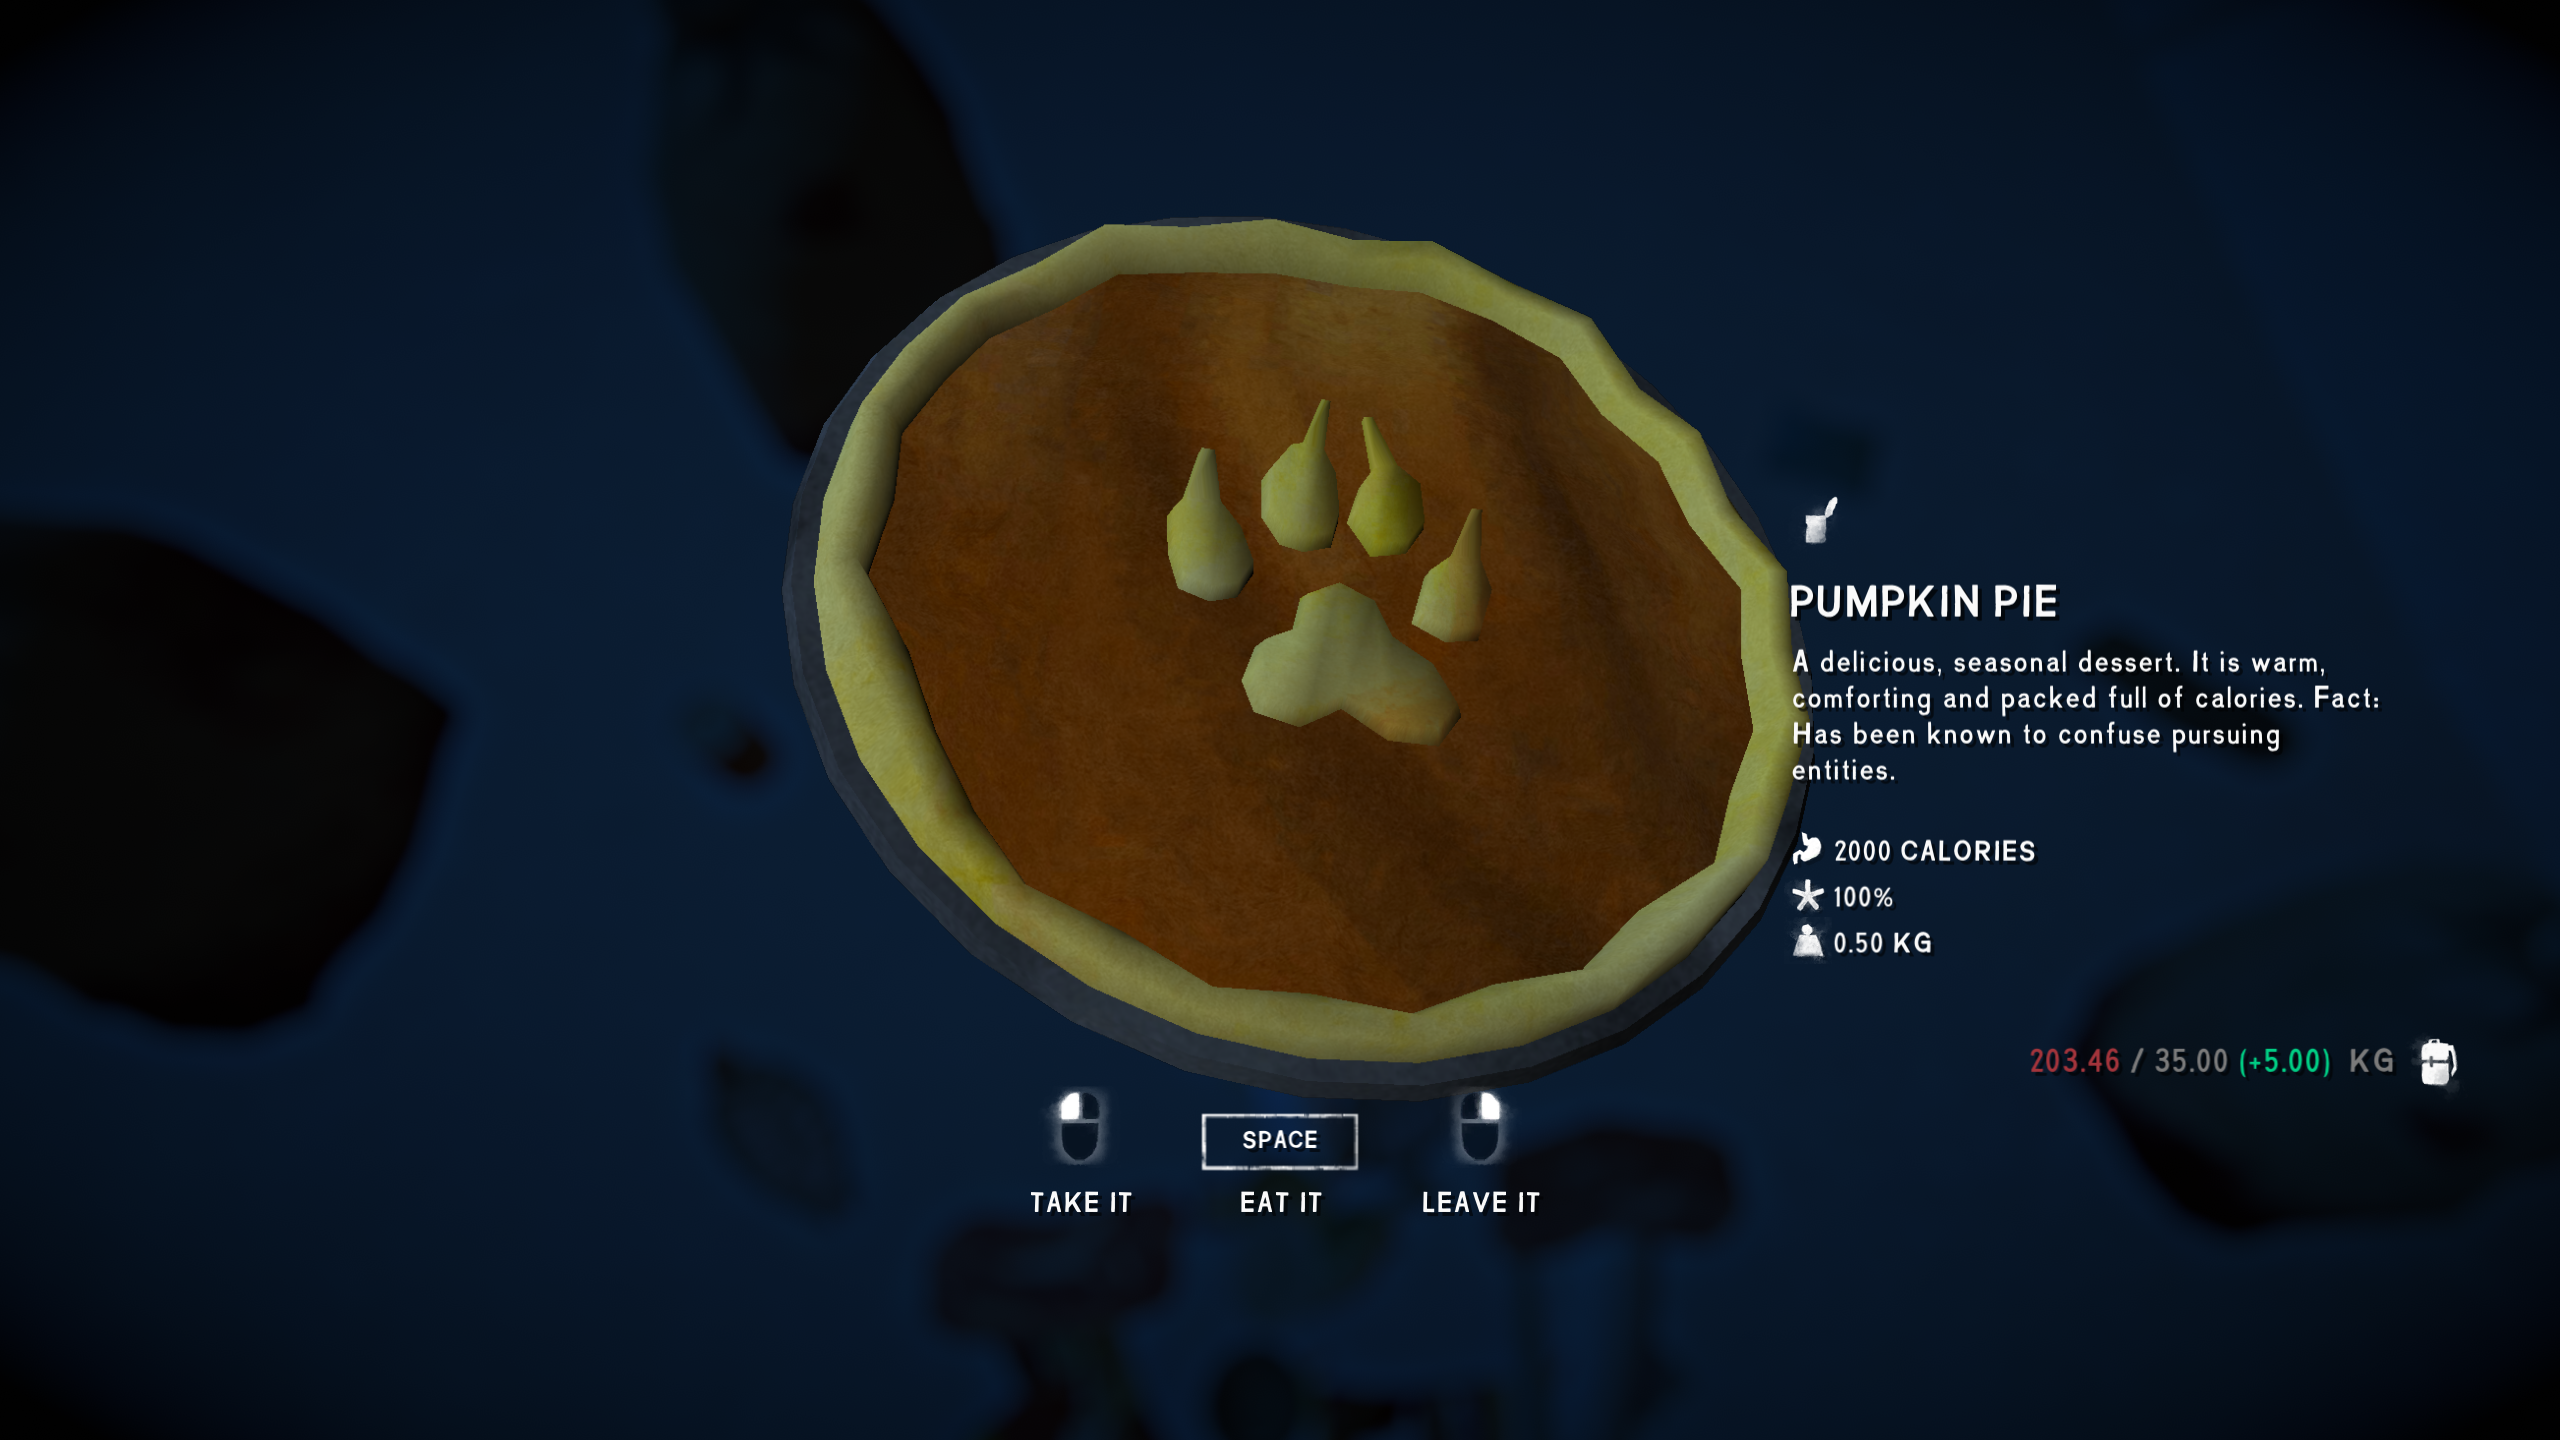 PUMPKIN PIE
A delicious, seasonal dessert. It is warm,
comforting and packed full of calories. Fact:
Has been known to confuse pursuing
entities.
2000 CALORIES
100%
0.50 KG
203.46 / 35.00 (+5.00) KG
SPACE
TAKE IT
EAT IT
LEAVE IT